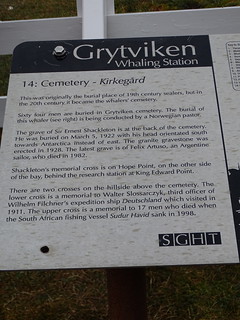 Grytviken
Whaling Station
14: Cemetery - Kirkegård
This was originally the burial place of 19th century sealers, but in
the 20th century it became the whalers' cemetery.
Sixty four men are buried in Grytviken cemetery. The burial of
this whaler (see right) is being conducted by a Norwegian pastor.
The grave of Sir Ernest Shackleton is at the back of the cemetery.
He was buried on March 5, 1922 with his head orientated south
towards Antarctica instead of east. The granite gravestone was
erected in 1928. The latest grave is of Felix Artuso, an Argentine
sailor, who died in 1982.
Shackleton's memorial cross is on Hope Point, on the other side
of the bay, behind the research station at King Edward Point.
There are two crosses on the hillside above the cemetery. The
lower cross is a memorial to Walter Slossarczyk, third officer of
Wilhelm Filchner's expedition ship Deutschland which visited in
1911. The upper cross is a memorial to 17 men who died when
the South African fishing vessel Sudur Havid sank in 1998.
SGHT